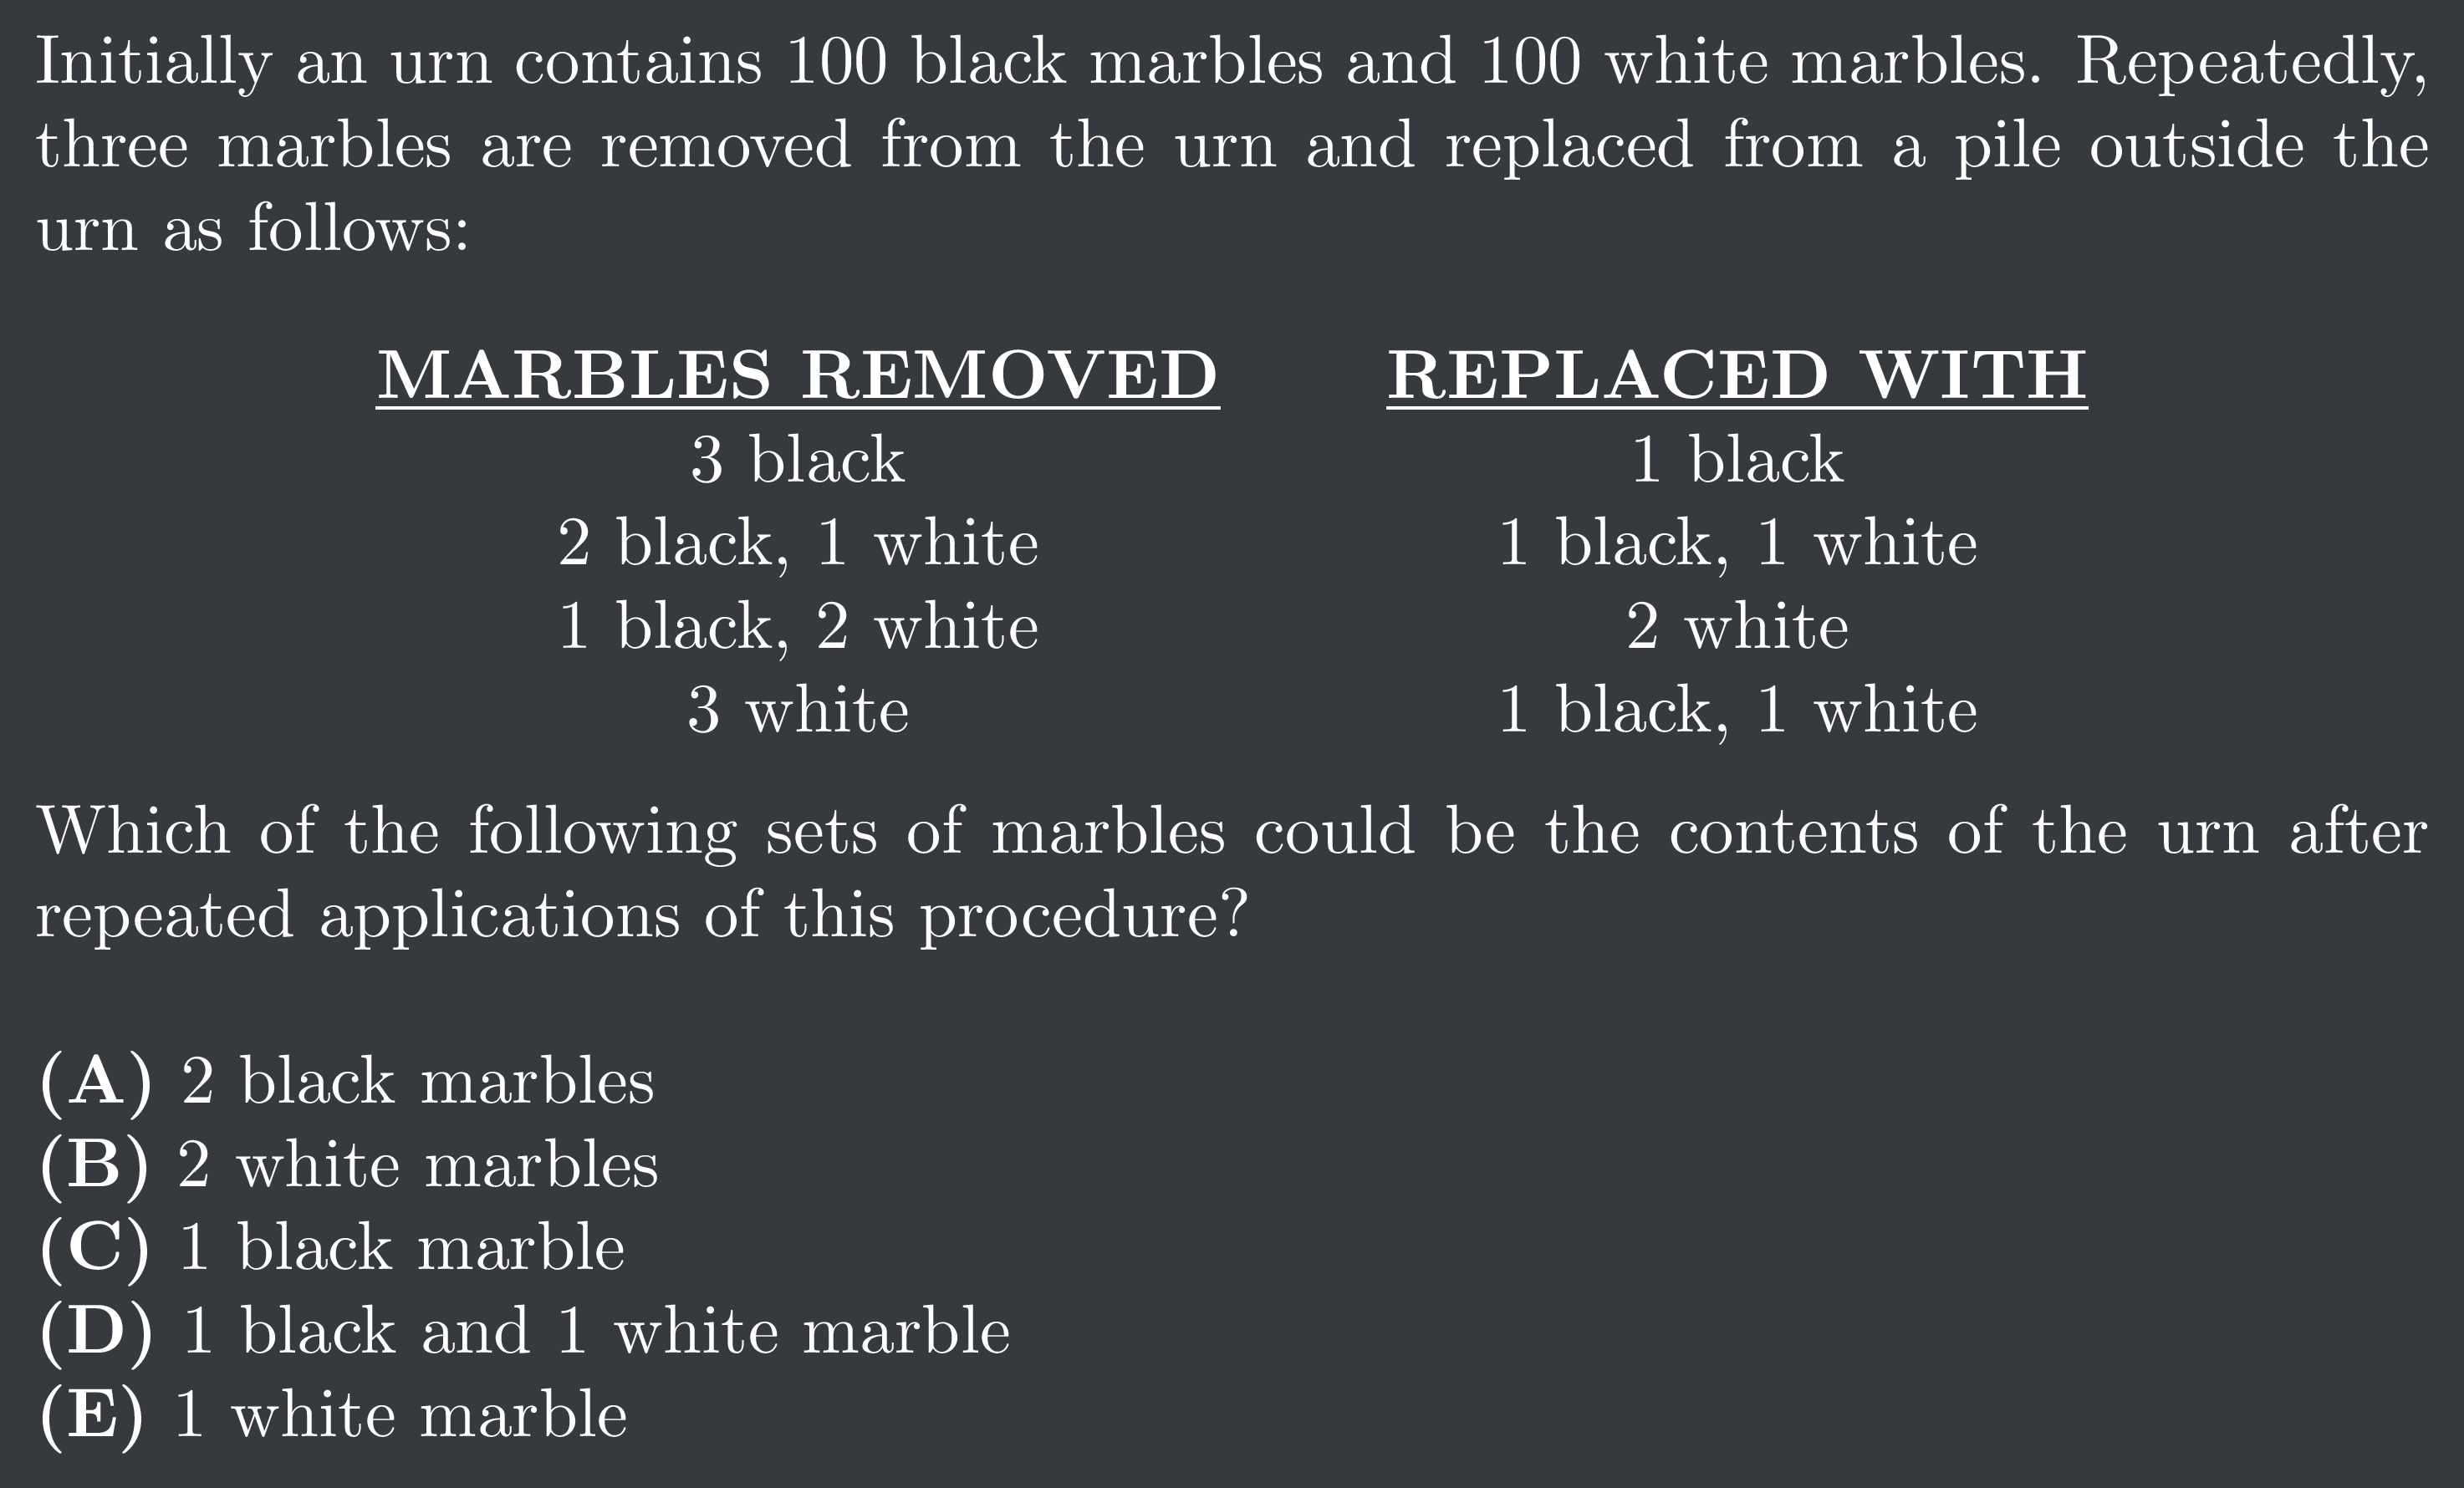 Initially an urn contains 100 black marbles and 100 white marbles. Repeatedly,
three marbles are removed from the urn and replaced from a pile outside the
urn as follows:
MARBLES REMOVED REPLACED WITH
3 black 1 black
2 black, 1 white 1 black, 1 white
1 black, 2 white 2 white
3 white 1 black, 1 white
Which of the following sets of marbles could be the contents of the urn after
repeated applications of this procedure?
(A) 2 black marbles
(B) 2 white marbles
(C) 1 black marble
(D) 1 black and 1 white marble
(E) 1 white marble